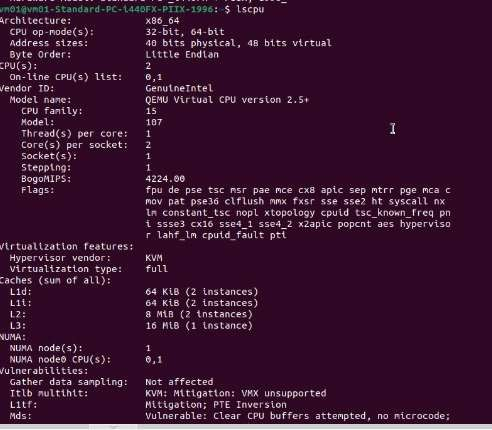 vm01@vm01-Standard-PC-i440FX-PIIX-1996:~$ lscpu
Architecture: x86_64
CPU op-mode(s): 32-bit, 64-bit
Address sizes: 40 bits physical, 48 bits virtual
Byte Order: Little Endian
CPU(s): 2
On-line CPU(s) list: 0,1
Vendor ID: GenuineIntel
Model name: QEMU Virtual CPU version 2.5+
CPU family: 15
Model: 107
Thread(s) per core: 1
Core(s) per socket: 2
Socket(s): 1
Stepping: 1
BogoMIPS: 4224.00
Flags: fpu de pse tsc msr pae mce cx8 apic sep mtrr pge mca c
mov pat pse36 clflush mmx fxsr sse sse2 ht syscall nx
lm constant_tsc nopl xtopology cpuid tsc_known_freq pn
i ssse3 cx16 sse4_1 sse4_2 x2apic popcnt aes hyperviso
r lahf_lm cpuid_fault pti
Virtualization features:
Hypervisor vendor: KVM
Virtualization type: full
Caches (sum of all):
L1d: 64 KiB (2 instances)
L1i: 64 KiB (2 instances)
L2: 8 MiB (2 instances)
L3: 16 MiB (1 instance)
NUMA:
NUMA node(s): 1
NUMA node0 CPU(s): 0,1
Vulnerabilities:
Gather data sampling: Not affected
Itlb multihit: KVM: Mitigation: VMX unsupported
L1tf: Mitigation; PTE Inversion
Mds: Vulnerable: Clear CPU buffers attempted, no microcode;